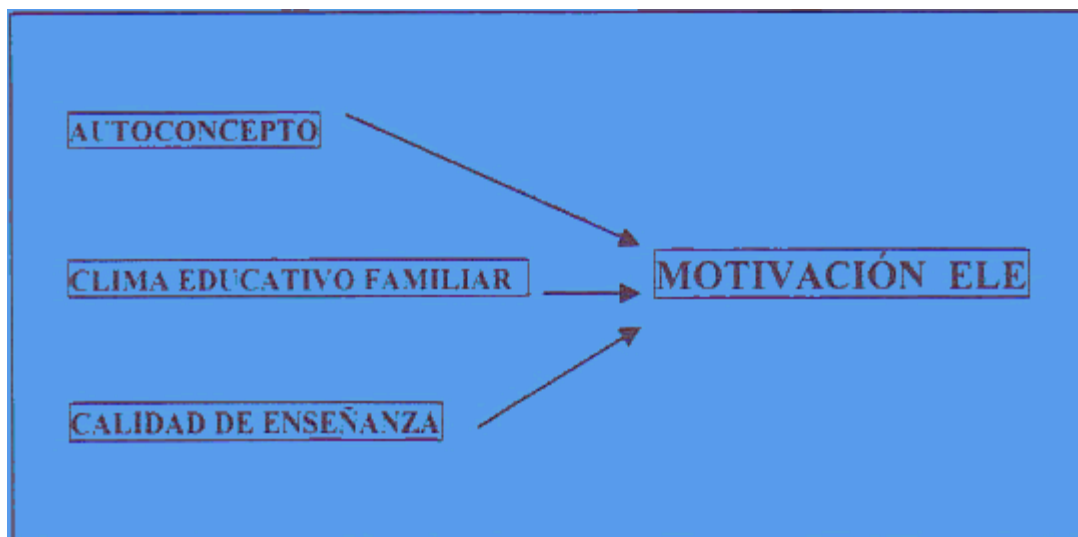 AUTOCONCEPTO
CLIMA EDUCATIVO FAMILIAR
MOTIVACIÓN ELE
CALIDAD DE ENSEÑANZA